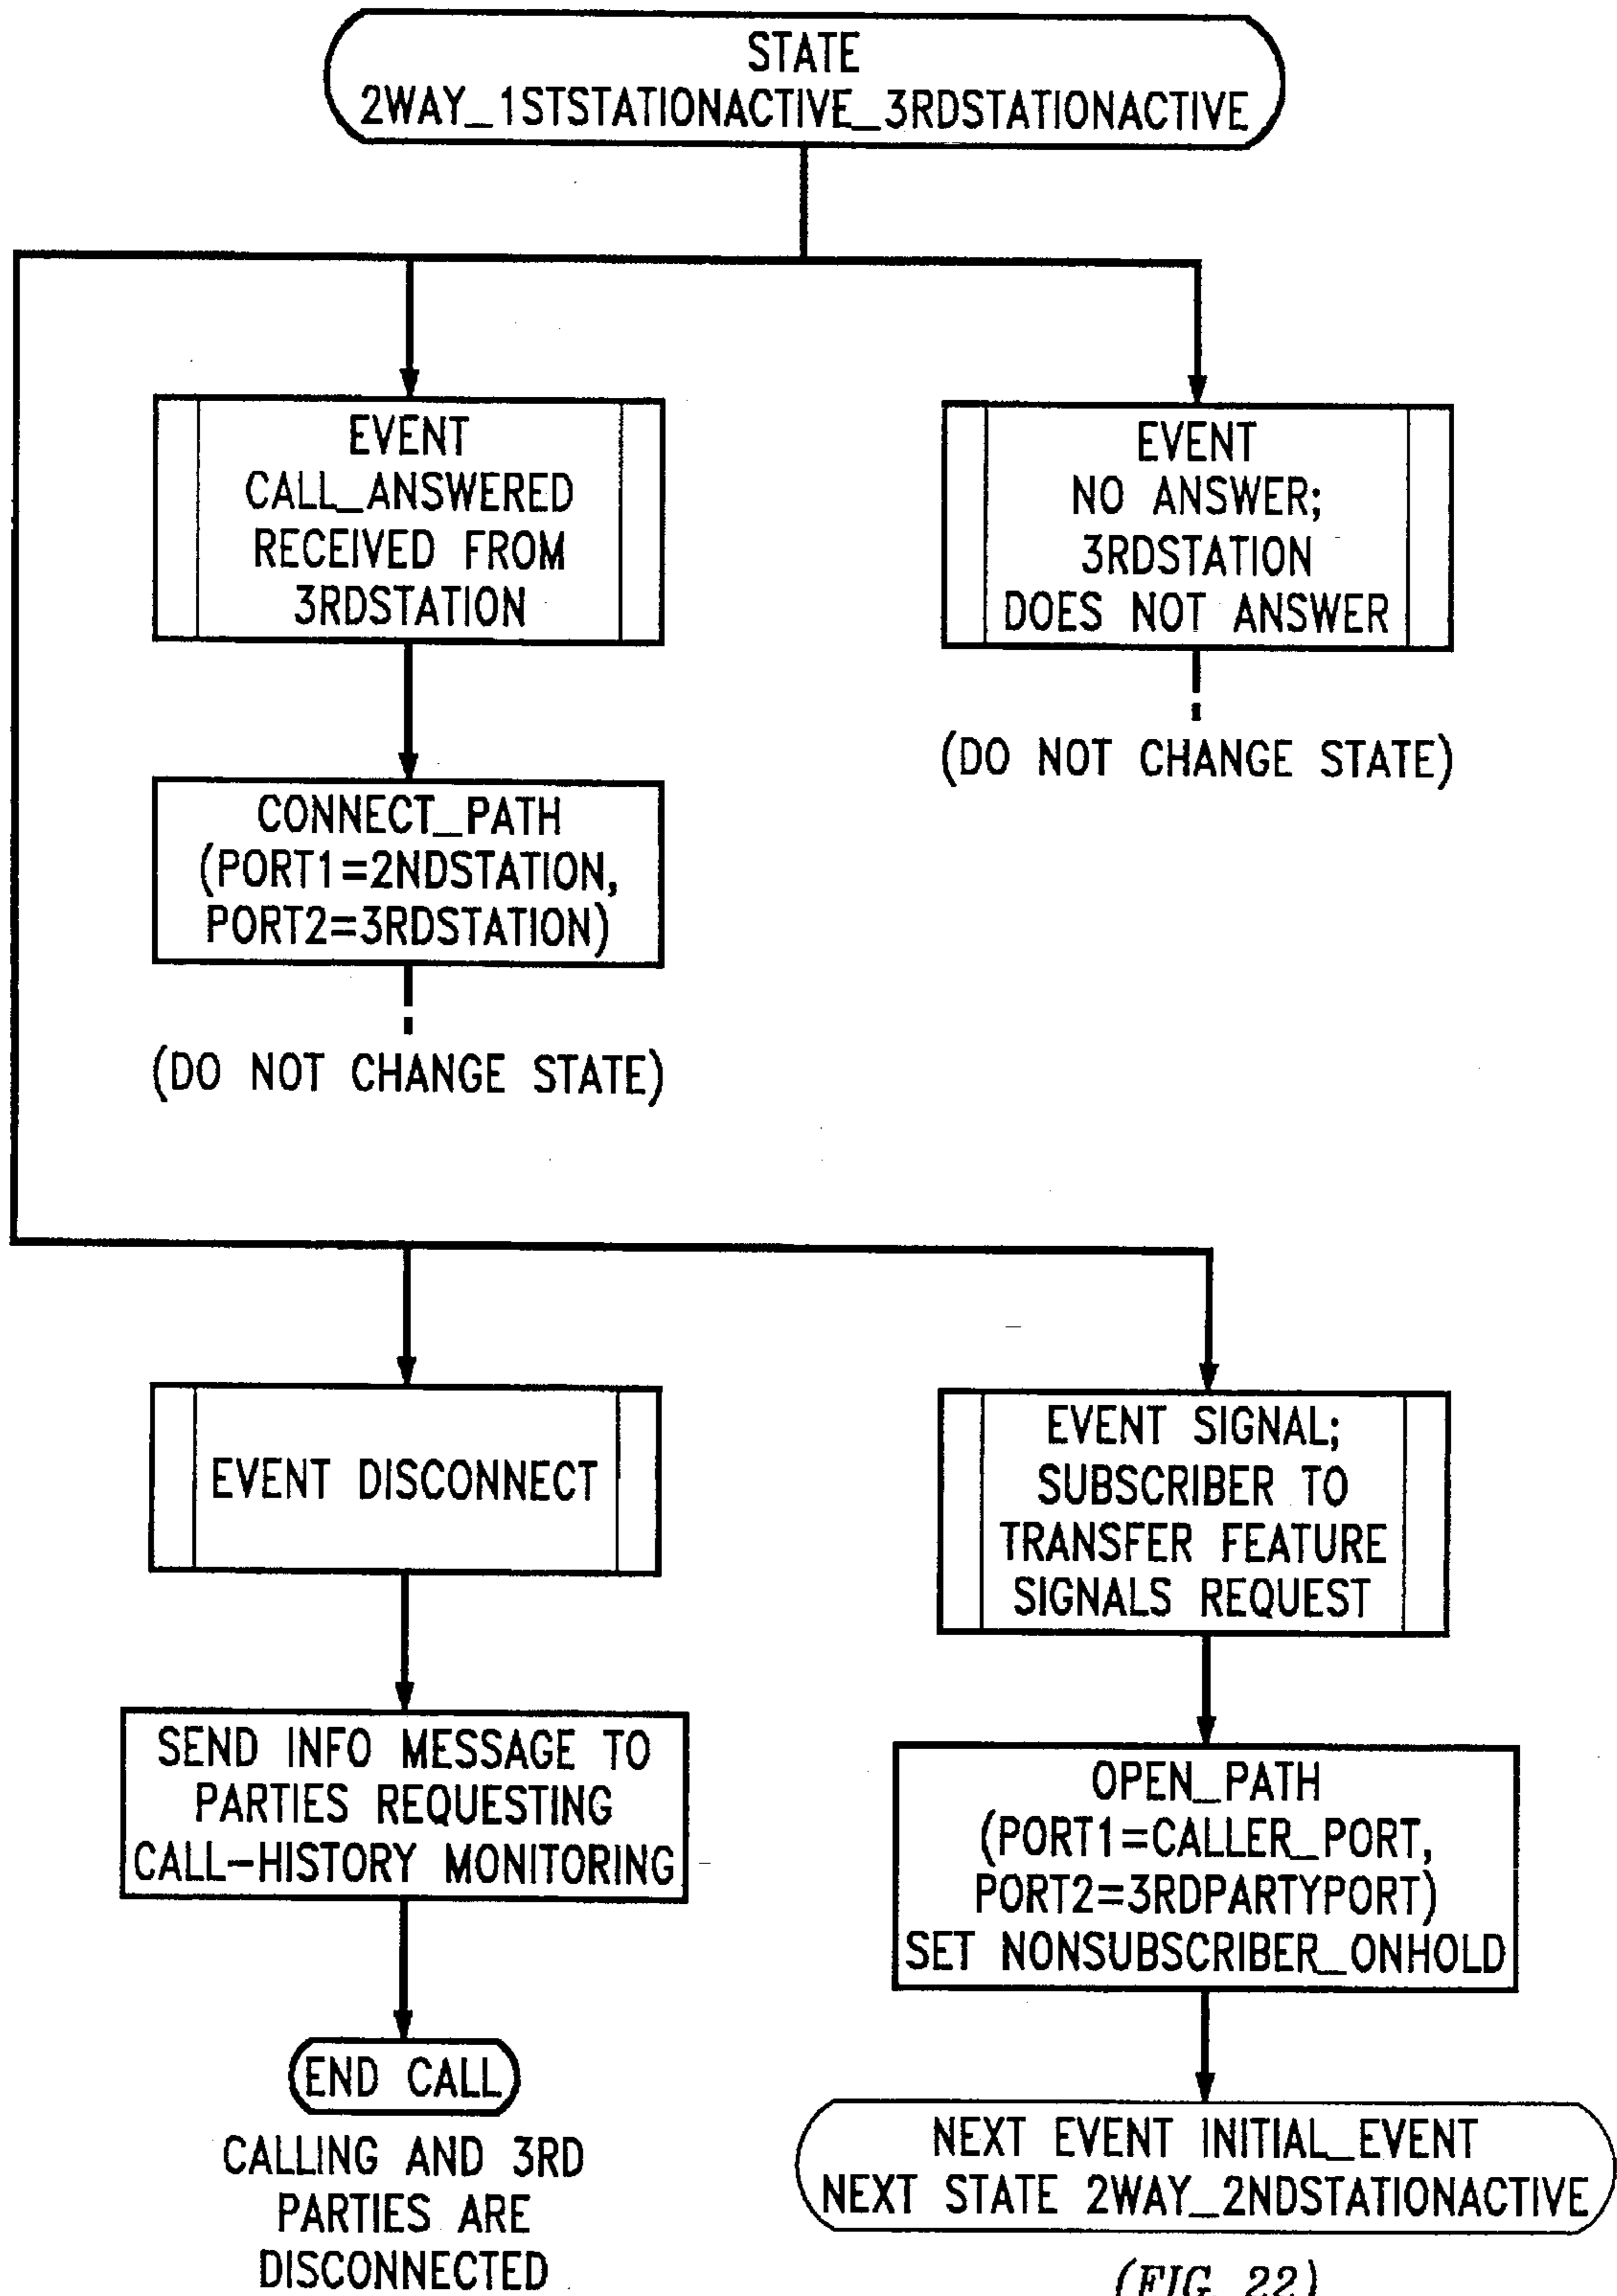 STATE
2WAY_1STSTATIONACTIVE_3RDSTATIONACTIVE
EVENT
CALL_ANSWERED
RECEIVED FROM
3RDSTATION
EVENT
NO ANSWER;
3RDSTATION
DOES NOT ANSWER
(DO NOT CHANGE STATE)
CONNECT_PATH
(PORT1=2NDSTATION,
PORT2=3RDSTATION)
(DO NOT CHANGE STATE)
EVENT DISCONNECT
EVENT SIGNAL;
SUBSCRIBER TO
TRANSFER FEATURE
SIGNALS REQUEST
SEND INFO MESSAGE TO
PARTIES REQUESTING
CALL-HISTORY MONITORING
OPEN_PATH
(PORT1=CALLER_PORT,
PORT2=3RDPARTYPORT)
SET NONSUBSCRIBER_ONHOLD
END CALL
CALLING AND 3RD
PARTIES ARE
DISCONNECTED
NEXT EVENT INITIAL_EVENT
NEXT STATE 2WAY_2NDSTATIONACTIVE
(FIG. 22)